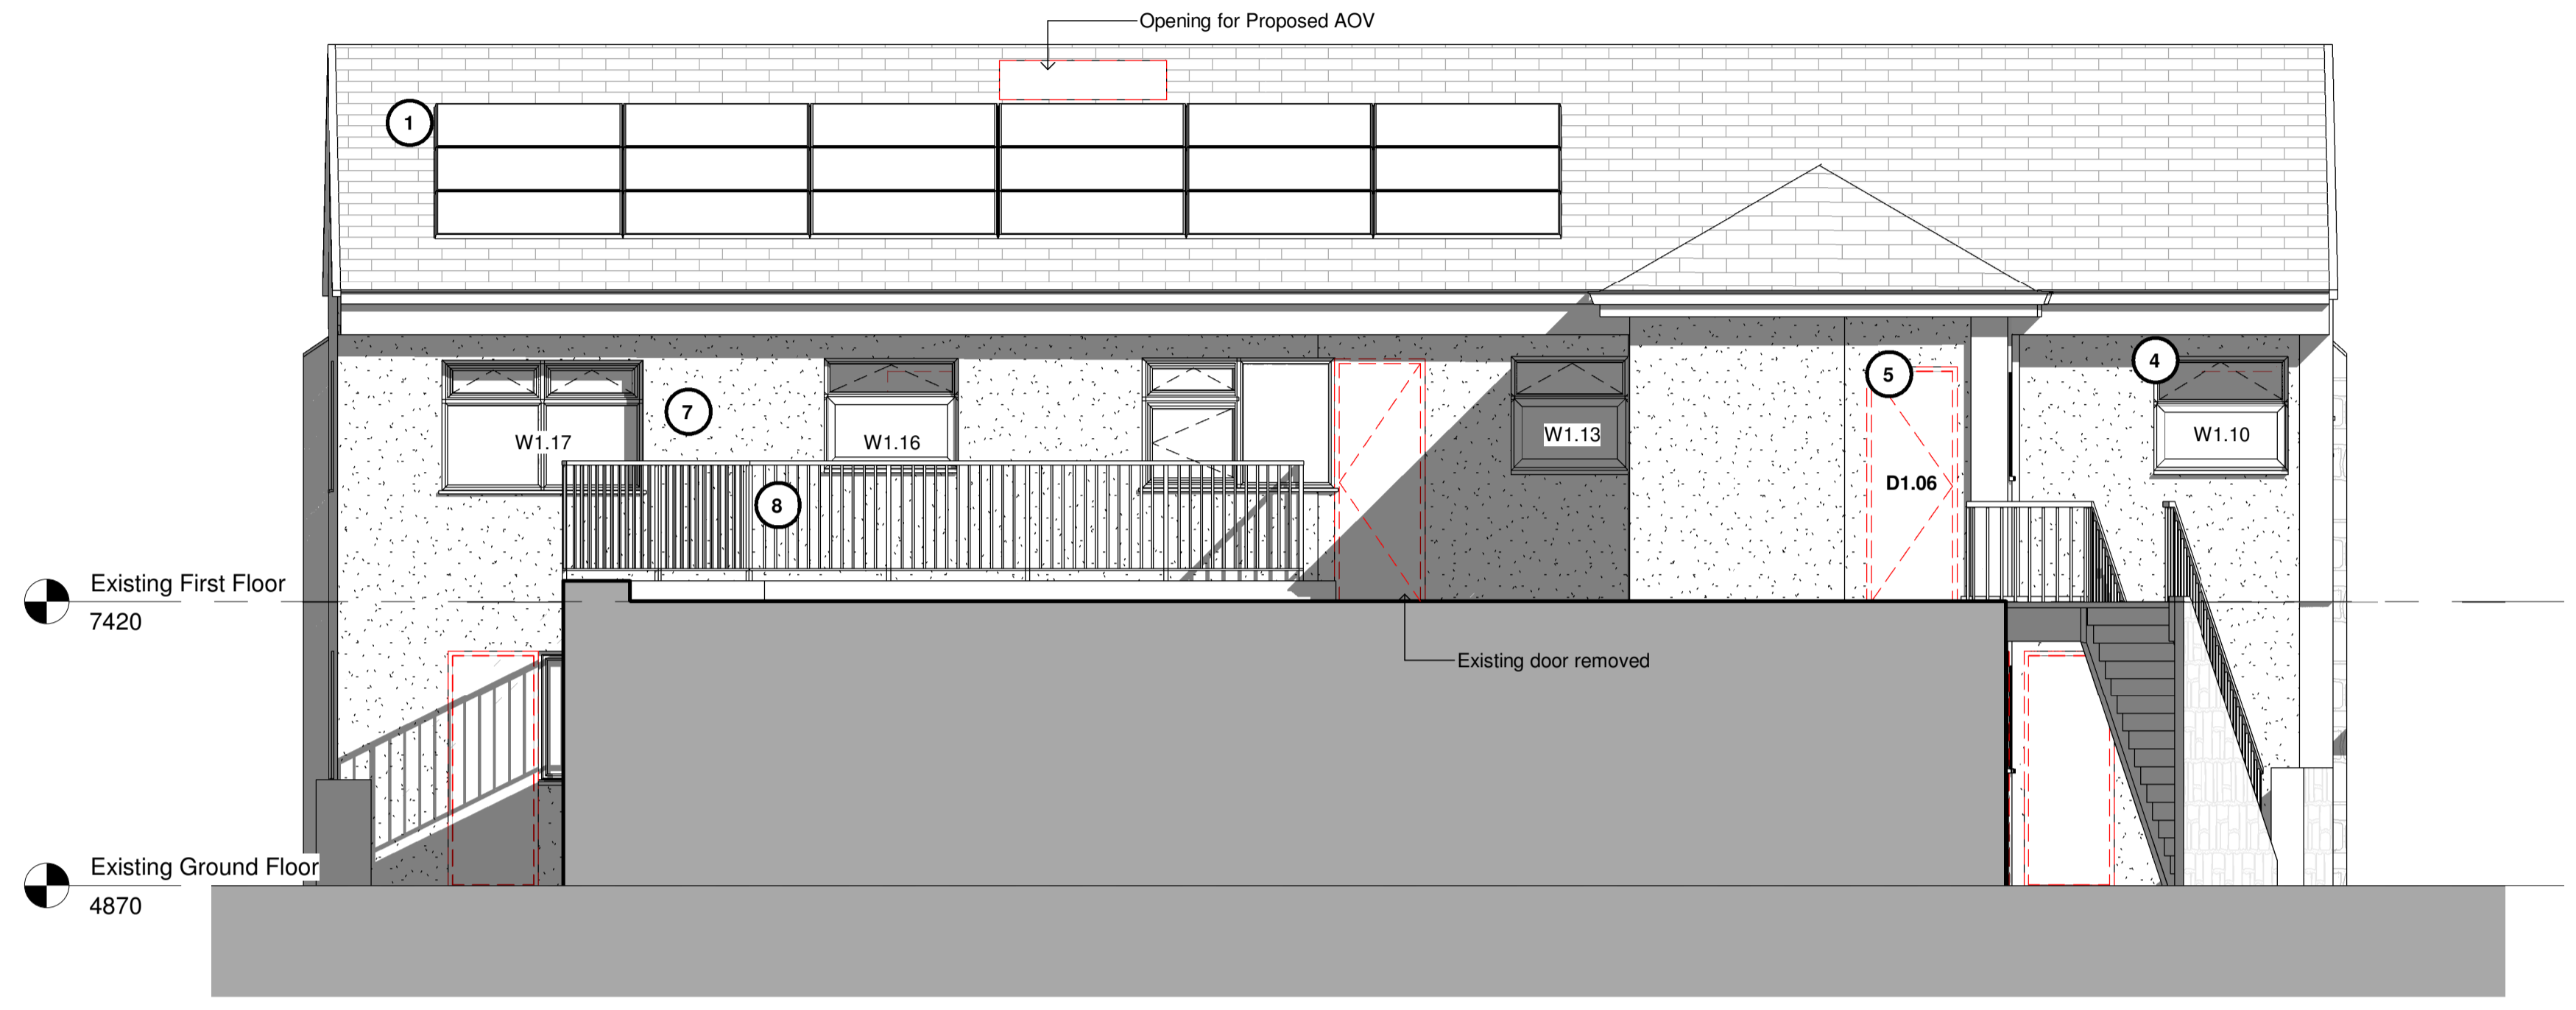 Opening for Proposed AOV
1
7
W1.17
W1.16
W1.13
5
4
W1.10
D1.06
8
Existing First Floor
7420
Existing door removed
Existing Ground Floor
4870